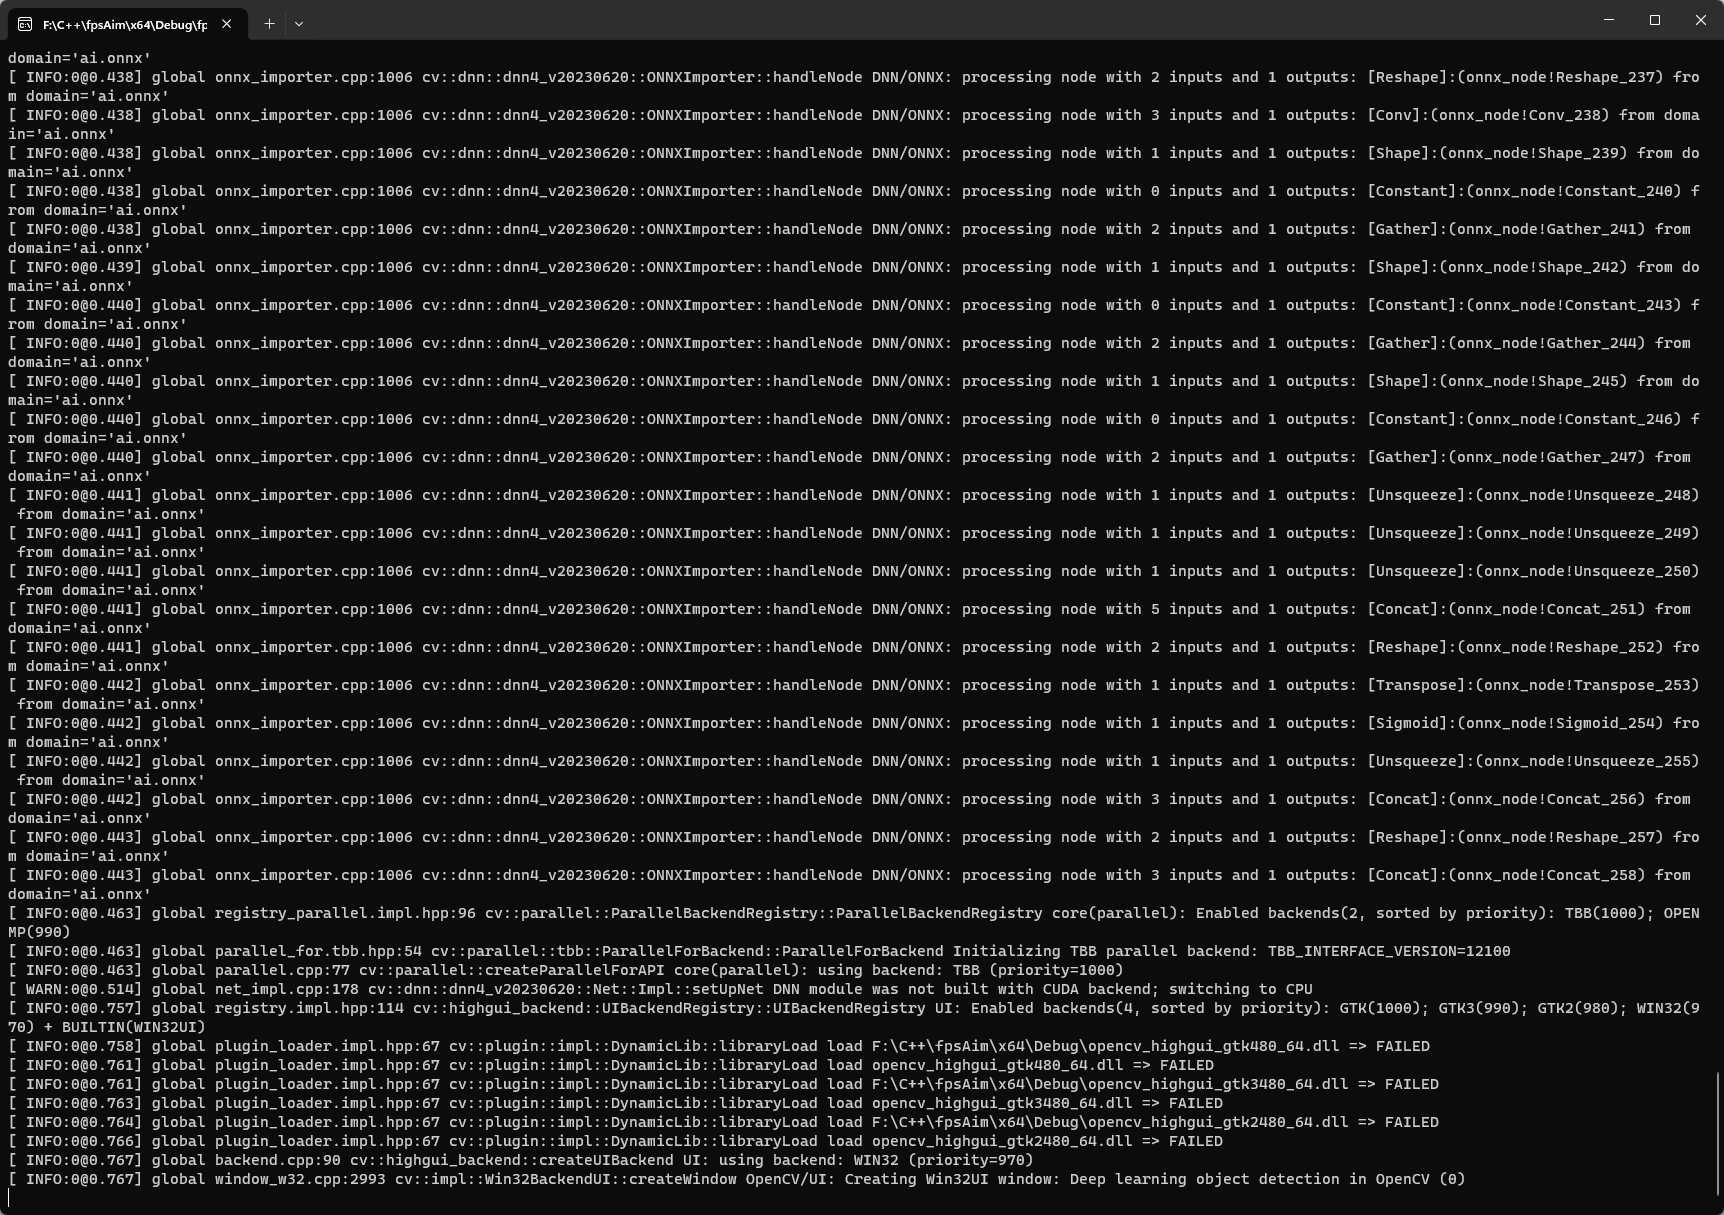 F:\C++\fpsAim\x64\Debug\fp
domain='ai.onnx'
[ INFO:0@0.438] global onnx_importer.cpp:1006 cv::dnn::dnn4_v20230620::ONNXImporter::handleNode DNN/ONNX: processing node with 2 inputs and 1 outputs: [Reshape]:(onnx_node!Reshape_237) fro
m domain='ai.onnx'
[ INFO:0@0.438] global onnx_importer.cpp:1006 cv::dnn::dnn4_v20230620::ONNXImporter::handleNode DNN/ONNX: processing node with 3 inputs and 1 outputs: [Conv]:(onnx_node!Conv_238) from doma
in='ai.onnx'
[ INFO:0@0.438] global onnx_importer.cpp:1006 cv::dnn::dnn4_v20230620::ONNXImporter::handleNode DNN/ONNX: processing node with 1 inputs and 1 outputs: [Shape]:(onnx_node!Shape_239) from do
main='ai.onnx'
[ INFO:0@0.438] global onnx_importer.cpp:1006 cv::dnn::dnn4_v20230620::ONNXImporter::handleNode DNN/ONNX: processing node with 0 inputs and 1 outputs: [Constant]:(onnx_node!Constant_240) f
rom domain='ai.onnx'
[ INFO:0@0.438] global onnx_importer.cpp:1006 cv::dnn::dnn4_v20230620::ONNXImporter::handleNode DNN/ONNX: processing node with 2 inputs and 1 outputs: [Gather]:(onnx_node!Gather_241) from
domain='ai.onnx'
[ INFO:0@0.439] global onnx_importer.cpp:1006 cv::dnn::dnn4_v20230620::ONNXImporter::handleNode DNN/ONNX: processing node with 1 inputs and 1 outputs: [Shape]:(onnx_node!Shape_242) from do
main='ai.onnx'
[ INFO:0@0.440] global onnx_importer.cpp:1006 cv::dnn::dnn4_v20230620::ONNXImporter::handleNode DNN/ONNX: processing node with 0 inputs and 1 outputs: [Constant]:(onnx_node!Constant_243) f
rom domain='ai.onnx'
[ INFO:0@0.440] global onnx_importer.cpp:1006 cv::dnn::dnn4_v20230620::ONNXImporter::handleNode DNN/ONNX: processing node with 2 inputs and 1 outputs: [Gather]:(onnx_node!Gather_244) from
domain='ai.onnx'
[ INFO:0@0.440] global onnx_importer.cpp:1006 cv::dnn::dnn4_v20230620::ONNXImporter::handleNode DNN/ONNX: processing node with 1 inputs and 1 outputs: [Shape]:(onnx_node!Shape_245) from do
main='ai.onnx'
[ INFO:0@0.440] global onnx_importer.cpp:1006 cv::dnn::dnn4_v20230620::ONNXImporter::handleNode DNN/ONNX: processing node with 0 inputs and 1 outputs: [Constant]:(onnx_node!Constant_246) f
rom domain='ai.onnx'
[ INFO:0@0.440] global onnx_importer.cpp:1006 cv::dnn::dnn4_v20230620::ONNXImporter::handleNode DNN/ONNX: processing node with 2 inputs and 1 outputs: [Gather]:(onnx_node!Gather_247) from
domain='ai.onnx'
[ INFO:0@0.441] global onnx_importer.cpp:1006 cv::dnn::dnn4_v20230620::ONNXImporter::handleNode DNN/ONNX: processing node with 1 inputs and 1 outputs: [Unsqueeze]:(onnx_node!Unsqueeze_248)
 from domain='ai.onnx'
[ INFO:0@0.441] global onnx_importer.cpp:1006 cv::dnn::dnn4_v20230620::ONNXImporter::handleNode DNN/ONNX: processing node with 1 inputs and 1 outputs: [Unsqueeze]:(onnx_node!Unsqueeze_249)
 from domain='ai.onnx'
[ INFO:0@0.441] global onnx_importer.cpp:1006 cv::dnn::dnn4_v20230620::ONNXImporter::handleNode DNN/ONNX: processing node with 1 inputs and 1 outputs: [Unsqueeze]:(onnx_node!Unsqueeze_250)
 from domain='ai.onnx'
[ INFO:0@0.441] global onnx_importer.cpp:1006 cv::dnn::dnn4_v20230620::ONNXImporter::handleNode DNN/ONNX: processing node with 5 inputs and 1 outputs: [Concat]:(onnx_node!Concat_251) from
domain='ai.onnx'
[ INFO:0@0.441] global onnx_importer.cpp:1006 cv::dnn::dnn4_v20230620::ONNXImporter::handleNode DNN/ONNX: processing node with 2 inputs and 1 outputs: [Reshape]:(onnx_node!Reshape_252) fro
m domain='ai.onnx'
[ INFO:0@0.442] global onnx_importer.cpp:1006 cv::dnn::dnn4_v20230620::ONNXImporter::handleNode DNN/ONNX: processing node with 1 inputs and 1 outputs: [Transpose]:(onnx_node!Transpose_253)
 from domain='ai.onnx'
[ INFO:0@0.442] global onnx_importer.cpp:1006 cv::dnn::dnn4_v20230620::ONNXImporter::handleNode DNN/ONNX: processing node with 1 inputs and 1 outputs: [Sigmoid]:(onnx_node!Sigmoid_254) fro
m domain='ai.onnx'
[ INFO:0@0.442] global onnx_importer.cpp:1006 cv::dnn::dnn4_v20230620::ONNXImporter::handleNode DNN/ONNX: processing node with 1 inputs and 1 outputs: [Unsqueeze]:(onnx_node!Unsqueeze_255)
 from domain='ai.onnx'
[ INFO:0@0.442] global onnx_importer.cpp:1006 cv::dnn::dnn4_v20230620::ONNXImporter::handleNode DNN/ONNX: processing node with 3 inputs and 1 outputs: [Concat]:(onnx_node!Concat_256) from
domain='ai.onnx'
[ INFO:0@0.443] global onnx_importer.cpp:1006 cv::dnn::dnn4_v20230620::ONNXImporter::handleNode DNN/ONNX: processing node with 2 inputs and 1 outputs: [Reshape]:(onnx_node!Reshape_257) fro
m domain='ai.onnx'
[ INFO:0@0.443] global onnx_importer.cpp:1006 cv::dnn::dnn4_v20230620::ONNXImporter::handleNode DNN/ONNX: processing node with 3 inputs and 1 outputs: [Concat]:(onnx_node!Concat_258) from
domain='ai.onnx'
[ INFO:0@0.463] global registry_parallel.impl.hpp:96 cv::parallel::ParallelBackendRegistry::ParallelBackendRegistry core(parallel): Enabled backends(2, sorted by priority): TBB(1000); OPEN
MP(990)
[ INFO:0@0.463] global parallel_for.tbb.hpp:54 cv::parallel::tbb::ParallelForBackend::ParallelForBackend Initializing TBB parallel backend: TBB_INTERFACE_VERSION=12100
[ INFO:0@0.463] global parallel.cpp:77 cv::parallel::createParallelForAPI core(parallel): using backend: TBB (priority=1000)
[ WARN:0@0.514] global net_impl.cpp:178 cv::dnn::dnn4_v20230620::Net::Impl::setUpNet DNN module was not built with CUDA backend; switching to CPU
[ INFO:0@0.757] global registry.impl.hpp:114 cv::highgui_backend::UIBackendRegistry::UIBackendRegistry UI: Enabled backends(4, sorted by priority): GTK(1000); GTK3(990); GTK2(980); WIN32(9
70) + BUILTIN(WIN32UI)
[ INFO:0@0.758] global plugin_loader.impl.hpp:67 cv::plugin::impl::DynamicLib::libraryLoad load F:\C++\fpsAim\x64\Debug\opencv_highgui_gtk480_64.dll => FAILED
[ INFO:0@0.761] global plugin_loader.impl.hpp:67 cv::plugin::impl::DynamicLib::libraryLoad load opencv_highgui_gtk480_64.dll => FAILED
[ INFO:0@0.761] global plugin_loader.impl.hpp:67 cv::plugin::impl::DynamicLib::libraryLoad load F:\C++\fpsAim\x64\Debug\opencv_highgui_gtk3480_64.dll => FAILED
[ INFO:0@0.763] global plugin_loader.impl.hpp:67 cv::plugin::impl::DynamicLib::libraryLoad load opencv_highgui_gtk3480_64.dll => FAILED
[ INFO:0@0.764] global plugin_loader.impl.hpp:67 cv::plugin::impl::DynamicLib::libraryLoad load F:\C++\fpsAim\x64\Debug\opencv_highgui_gtk2480_64.dll => FAILED
[ INFO:0@0.766] global plugin_loader.impl.hpp:67 cv::plugin::impl::DynamicLib::libraryLoad load opencv_highgui_gtk2480_64.dll => FAILED
[ INFO:0@0.767] global backend.cpp:90 cv::highgui_backend::createUIBackend UI: using backend: WIN32 (priority=970)
[ INFO:0@0.767] global window_w32.cpp:2993 cv::impl::Win32BackendUI::createWindow OpenCV/UI: Creating Win32UI window: Deep learning object detection in OpenCV (0)